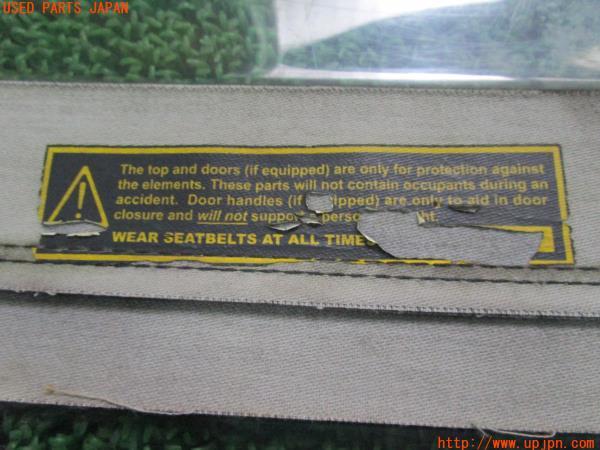 USED PARTS JAPAN
The top and doors (if equipped) are only for protection against
the elements. These parts will not contain occupants during an
accident. Door handles (if equipped) are only to aid in door
closure and will not support person
WEAR SEATBELTS AT ALL TIMES
http://www.upjpn.com